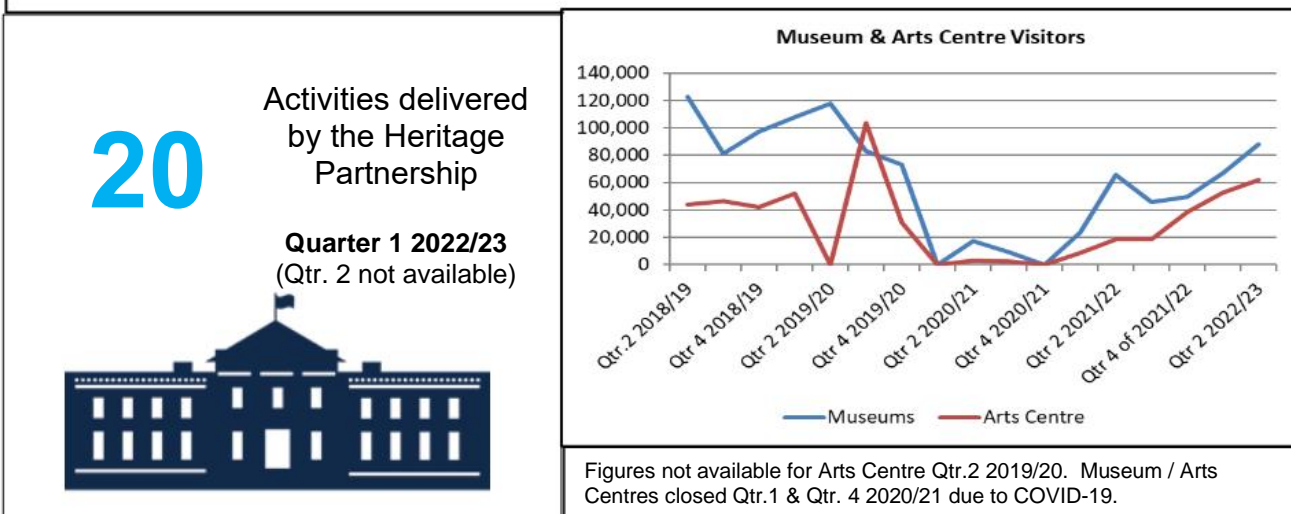 20
Activities delivered
by the Heritage
Partnership
Quarter 1 2022/23
(Qtr. 2 not available)
Museum & Arts Centre Visitors
140,000
120,000
100,000
80,000
60,000
40,000
20,000
0
Qtr.2 2018/19
Qtr 4 2018/19
Qtr 2 2019/20
Qtr 4 2019/20
Qtr 2 2020/21
Qtr 4 2020/21
Qtr 2 2021/22
Qtr 4 of 2021/22
Qtr 2 2022/23
Museums
Arts Centre
Figures not available for Arts Centre Qtr.2 2019/20.  Museum / Arts
Centres closed Qtr.1 & Qtr. 4 2020/21 due to COVID-19.